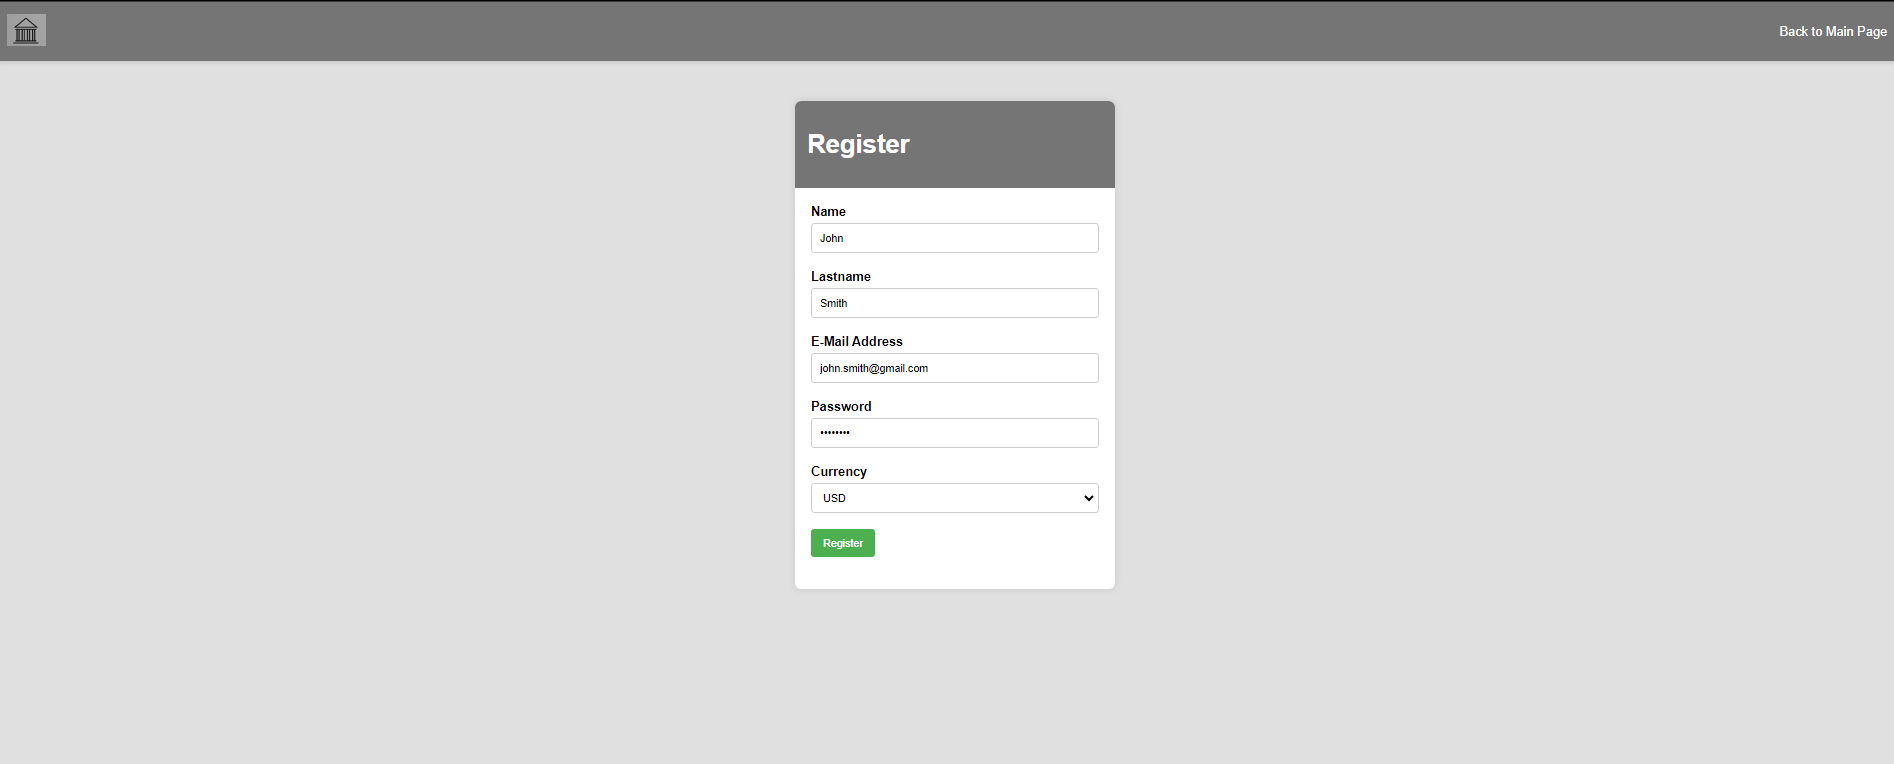 Back to Main Page
Register
Name
John
Lastname
Smith
E-Mail Address
john.smith@gmail.com
Password
••••••••
Currency
USD
Register